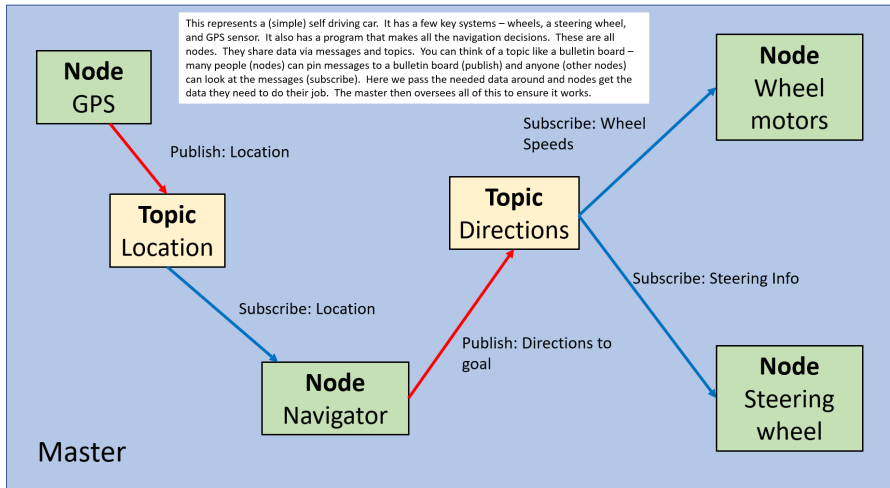 This represents a (simple) self driving car.  It has a few key systems – wheels, a steering wheel,
and GPS sensor.  It also has a program that makes all the navigation decisions.  These are all
nodes.  They share data via messages and topics.  You can think of a topic like a bulletin board –
many people (nodes) can pin messages to a bulletin board (publish) and anyone (other nodes)
can look at the messages (subscribe).  Here we pass the needed data around and nodes get the
data they need to do their job.  The master then oversees all of this to ensure it works.
Node
GPS
Publish: Location
Topic
Location
Subscribe: Location
Node
Navigator
Publish: Directions to
goal
Topic
Directions
Subscribe: Wheel
Speeds
Node
Wheel
motors
Subscribe: Steering Info
Node
Steering
wheel
Master